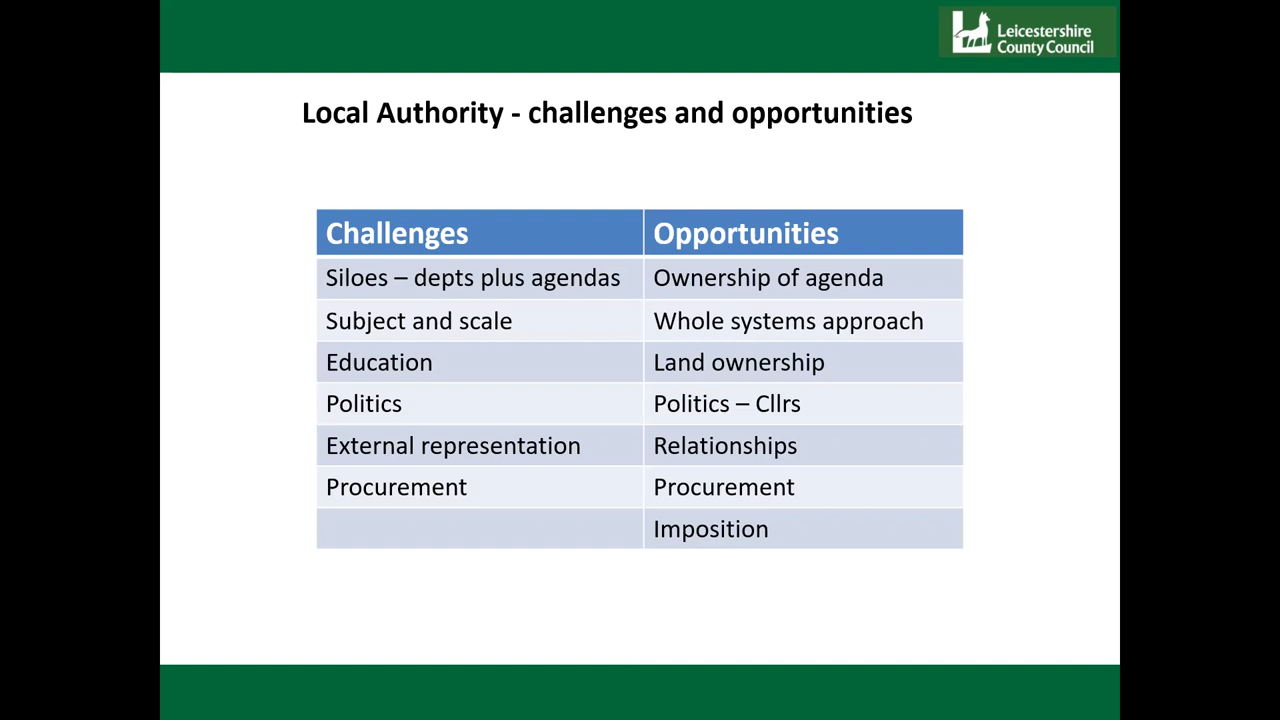 Leicestershire
County Council
Local Authority - challenges and opportunities
Challenges
Opportunities
Siloes – depts plus agendas
Ownership of agenda
Subject and scale
Whole systems approach
Education
Land ownership
Politics
Politics – Cllrs
External representation
Relationships
Procurement
Procurement
Imposition